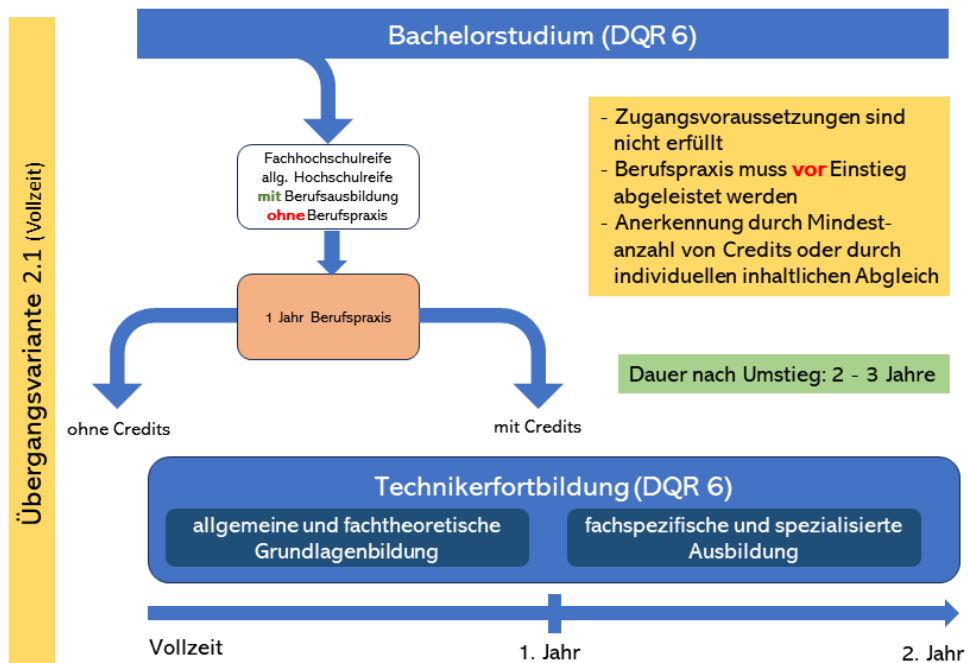 Übergangsvariante 2.1 (Vollzeit)
Bachelorstudium (DQR 6)
Fachhochschulreife
allg. Hochschulreife
mit Berufsausbildung
ohne Berufspraxis
- Zugangsvoraussetzungen sind
nicht erfüllt
- Berufspraxis muss vor Einstieg
abgeleistet werden
- Anerkennung durch Mindest-
anzahl von Credits oder durch
individuellen inhaltlichen Abgleich
1 Jahr Berufspraxis
Dauer nach Umstieg: 2 - 3 Jahre
ohne Credits
mit Credits
Technikerfortbildung (DQR 6)
allgemeine und fachtheoretische
Grundlagenbildung
fachspezifische und spezialisierte
Ausbildung
Vollzeit
1. Jahr
2. Jahr